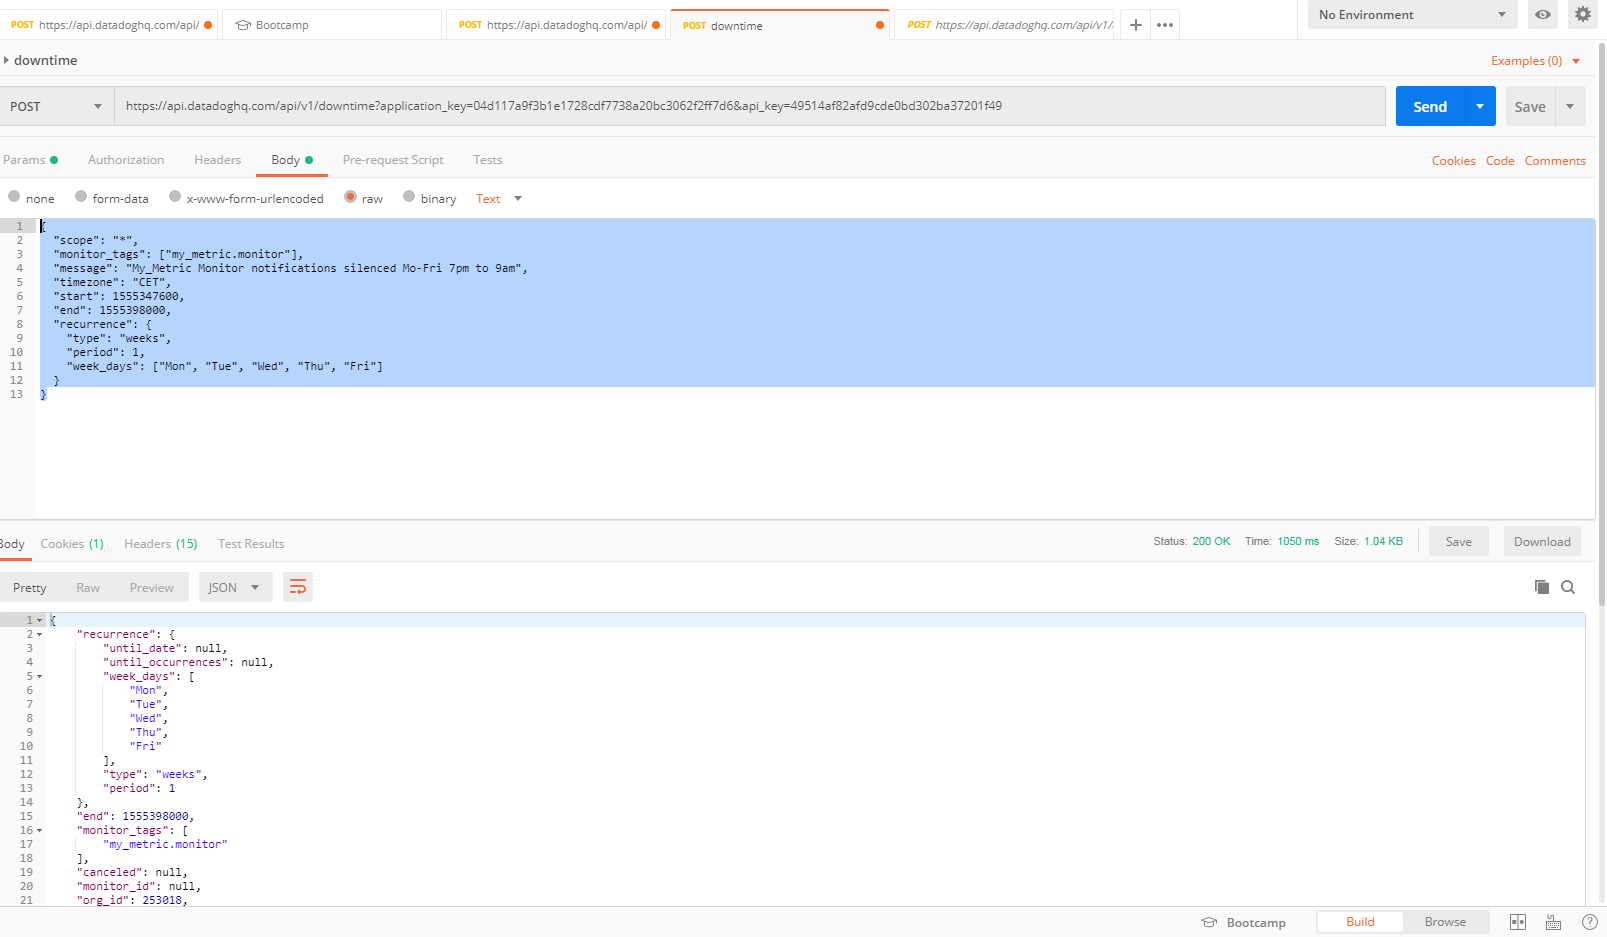 POST https://api.datadoghq.com/api/ Bootcamp POST https://api.datadoghq.com/api/ POST downtime POST https://api.datadoghq.com/api/v1/ + ••• No Environment
downtime Examples (0)
POST https://api.datadoghq.com/api/v1/downtime?application_key=04d117a9f3b1e1728cdf7738a20bc3062f2ff7d6&api_key=49514af82afd9cde0bd302ba37201f49 Send Save
Params Authorization Headers Body Pre-request Script Tests Cookies Code Comments
none form-data x-www-form-urlencoded raw binary Text
1 {
2 "scope": "*",
3 "monitor_tags": ["my_metric.monitor"],
4 "message": "My_Metric Monitor notifications silenced Mo-Fri 7pm to 9am",
5 "timezone": "CET",
6 "start": 1555347600,
7 "end": 1555398000,
8 "recurrence": {
9 "type": "weeks",
10 "period": 1,
11 "week_days": ["Mon", "Tue", "Wed", "Thu", "Fri"]
12 }
13 }
Body Cookies (1) Headers (15) Test Results Status: 200 OK Time: 1050 ms Size: 1.04 KB Save Download
Pretty Raw Preview JSON
1 {
2 "recurrence": {
3 "until_date": null,
4 "until_occurrences": null,
5 "week_days": [
6 "Mon",
7 "Tue",
8 "Wed",
9 "Thu",
10 "Fri"
11 ],
12 "type": "weeks",
13 "period": 1
14 },
15 "end": 1555398000,
16 "monitor_tags": [
17 "my_metric.monitor"
18 ],
19 "canceled": null,
20 "monitor_id": null,
21 "org_id": 253018,
Bootcamp Build Browse ?